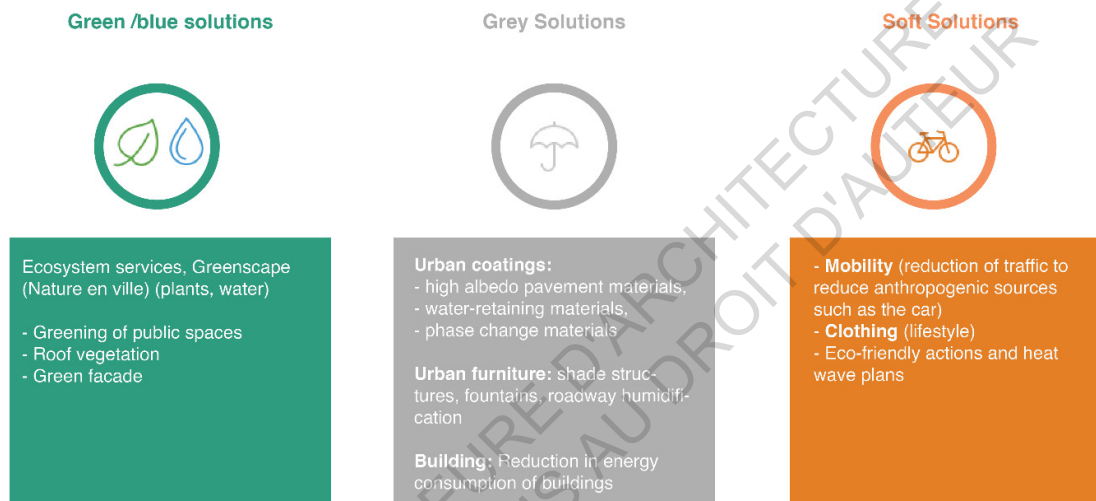 Green /blue solutions
Ecosystem services, Greenscape
(Nature en ville) (plants, water)
- Greening of public spaces
- Roof vegetation
- Green facade
Grey Solutions
Urban coatings:
- high albedo pavement materials,
- water-retaining materials,
- phase change materials
Urban furniture: shade struc-
tures, fountains, roadway humidifi-
cation
Building: Reduction in energy
consumption of buildings
Soft Solutions
- Mobility (reduction of traffic to
reduce anthropogenic sources
such as the car)
- Clothing (lifestyle)
- Eco-friendly actions and heat
wave plans
D'ARCHITECTURE
AU DROIT D'AUTEUR